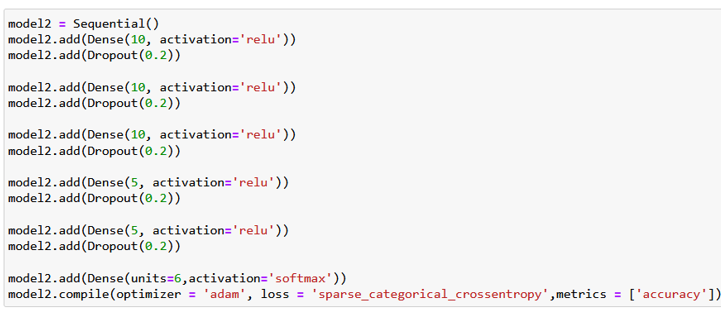 model2 = Sequential()
model2.add(Dense(10, activation='relu'))
model2.add(Dropout(0.2))
model2.add(Dense(10, activation='relu'))
model2.add(Dropout(0.2))
model2.add(Dense(10, activation='relu'))
model2.add(Dropout(0.2))
model2.add(Dense(5, activation='relu'))
model2.add(Dropout(0.2))
model2.add(Dense(5, activation='relu'))
model2.add(Dropout(0.2))
model2.add(Dense(units=6,activation='softmax'))
model2.compile(optimizer = 'adam', loss = 'sparse_categorical_crossentropy',metrics = ['accuracy'])